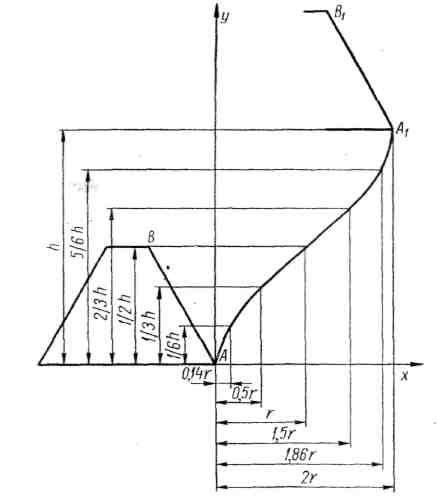 B₁
y
A₁
h
5/6 h
2/3 h
1/2 h
1/3 h
1/6 h
B
A
x
0,14r
0,5r
r
1,5r
1,86r
2r